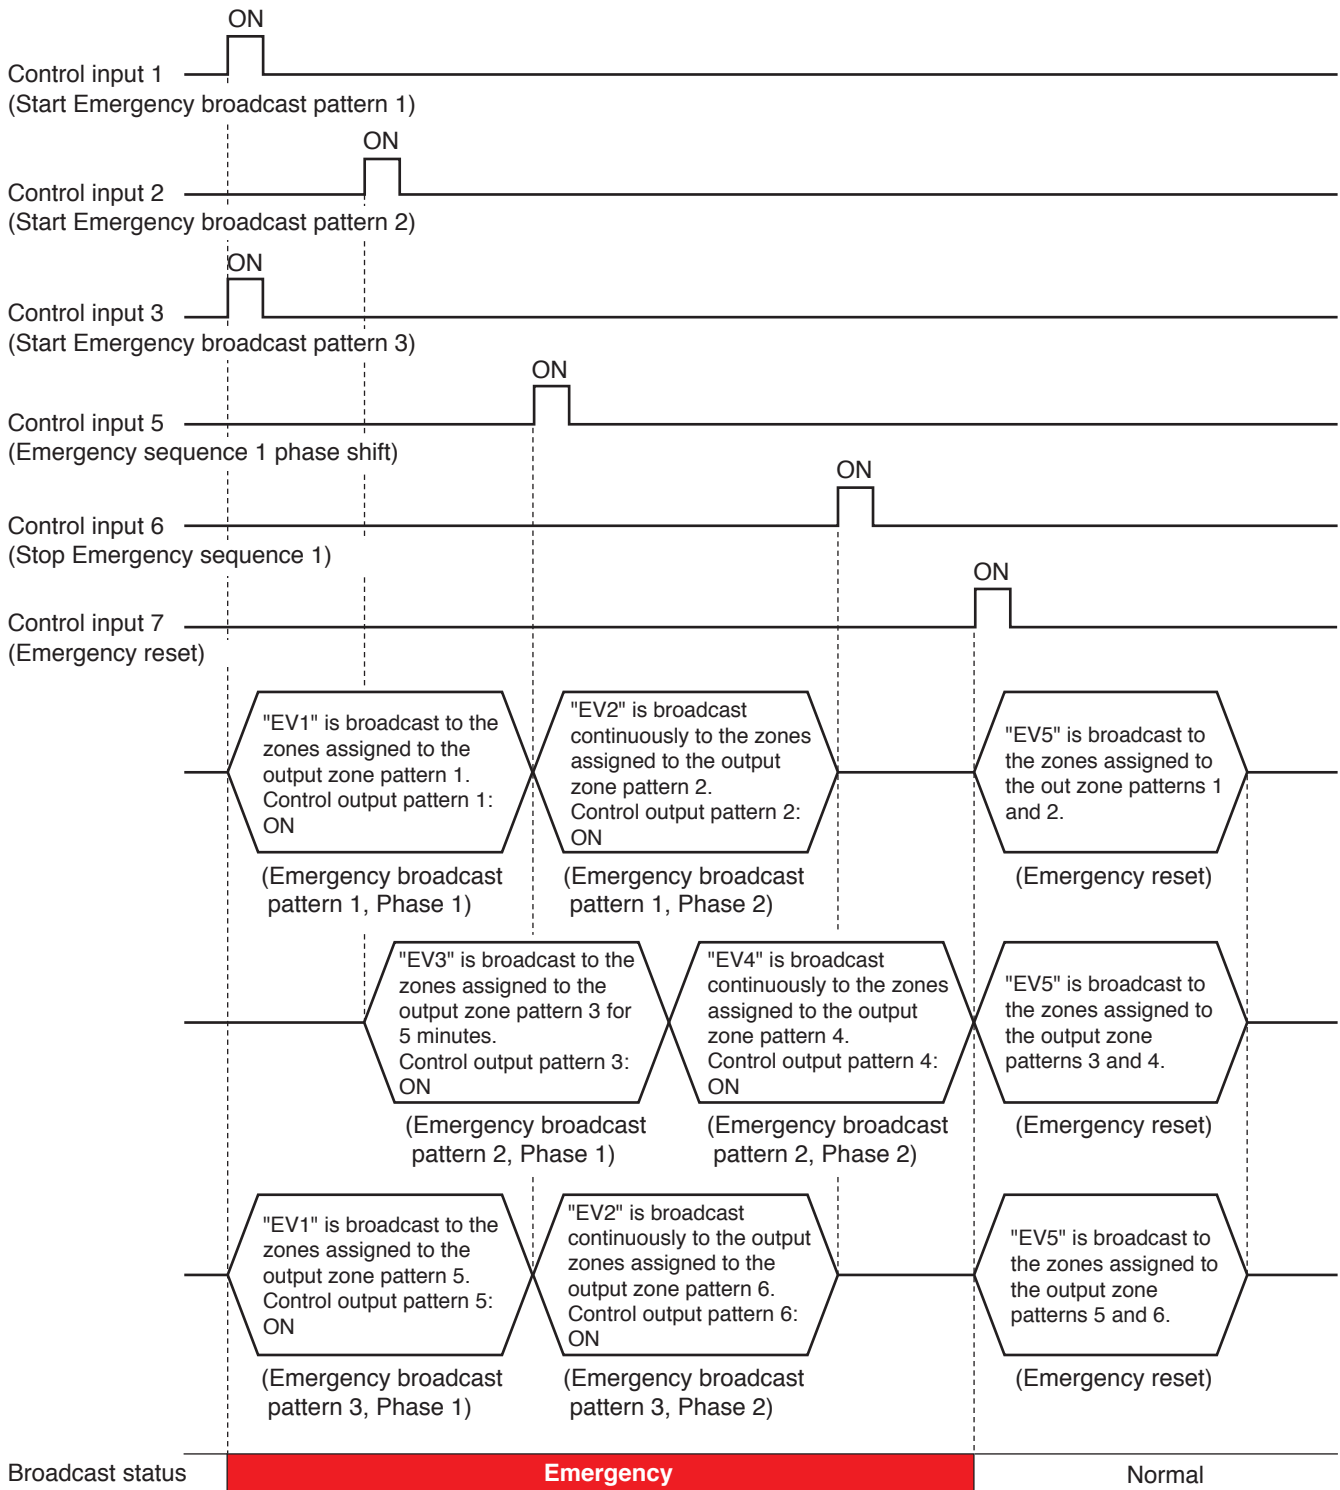 ON
Control input 1
(Start Emergency broadcast pattern 1)
ON
Control input 2
(Start Emergency broadcast pattern 2)
ON
Control input 3
(Start Emergency broadcast pattern 3)
ON
Control input 5
(Emergency sequence 1 phase shift)
ON
Control input 6
(Stop Emergency sequence 1)
ON
Control input 7
(Emergency reset)
"EV1" is broadcast to the
zones assigned to the
output zone pattern 1.
Control output pattern 1:
ON
(Emergency broadcast
pattern 1, Phase 1)
"EV2" is broadcast
continuously to the zones
assigned to the output
zone pattern 2.
Control output pattern 2:
ON
(Emergency broadcast
pattern 1, Phase 2)
"EV5" is broadcast to
the zones assigned to
the out zone patterns 1
and 2.
(Emergency reset)
"EV3" is broadcast to the
zones assigned to the
output zone pattern 3 for
5 minutes.
Control output pattern 3:
ON
(Emergency broadcast
pattern 2, Phase 1)
"EV4" is broadcast
continuously to the zones
assigned to the output
zone pattern 4.
Control output pattern 4:
ON
(Emergency broadcast
pattern 2, Phase 2)
"EV5" is broadcast to
the zones assigned to
the output zone
patterns 3 and 4.
(Emergency reset)
"EV1" is broadcast to the
zones assigned to the
output zone pattern 5.
Control output pattern 5:
ON
(Emergency broadcast
pattern 3, Phase 1)
"EV2" is broadcast
continuously to the output
zones assigned to the
output zone pattern 6.
Control output pattern 6:
ON
(Emergency broadcast
pattern 3, Phase 2)
"EV5" is broadcast to
the zones assigned to
the output zone
patterns 5 and 6.
(Emergency reset)
Broadcast status
Emergency
Normal